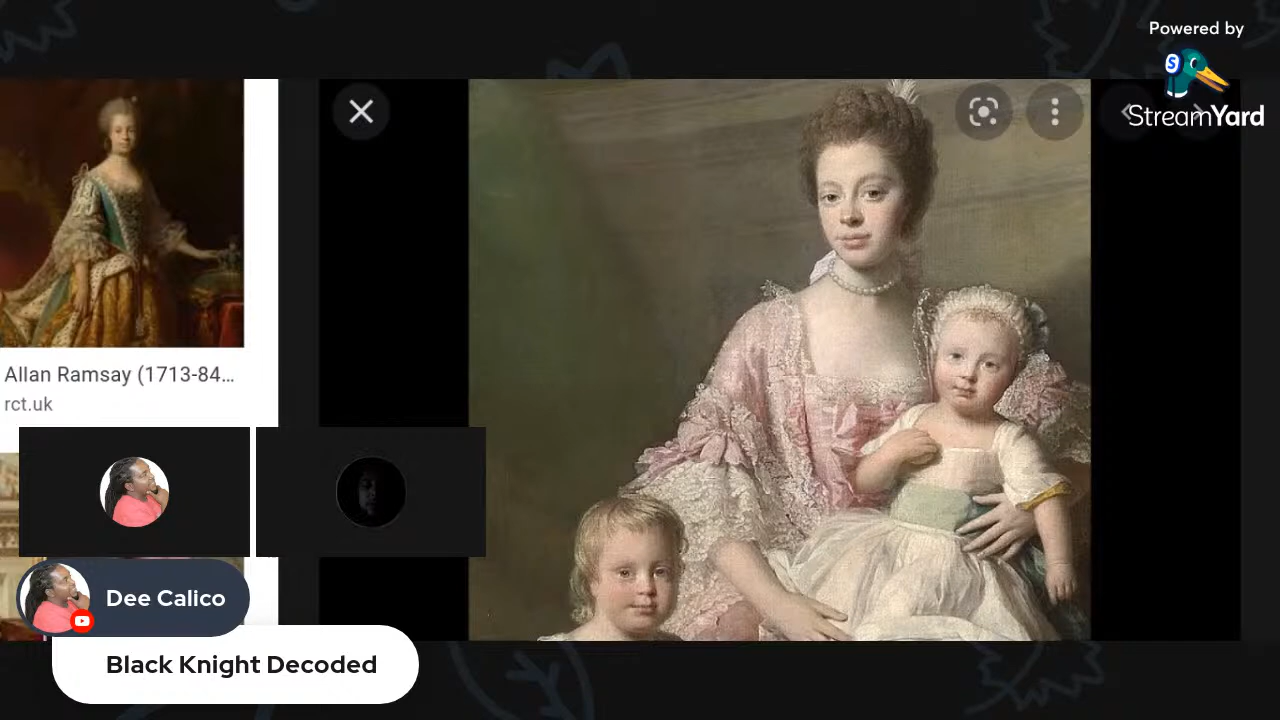 Powered by
StreamYard
Allan Ramsay (1713-84...
rct.uk
Dee Calico
Black Knight Decoded